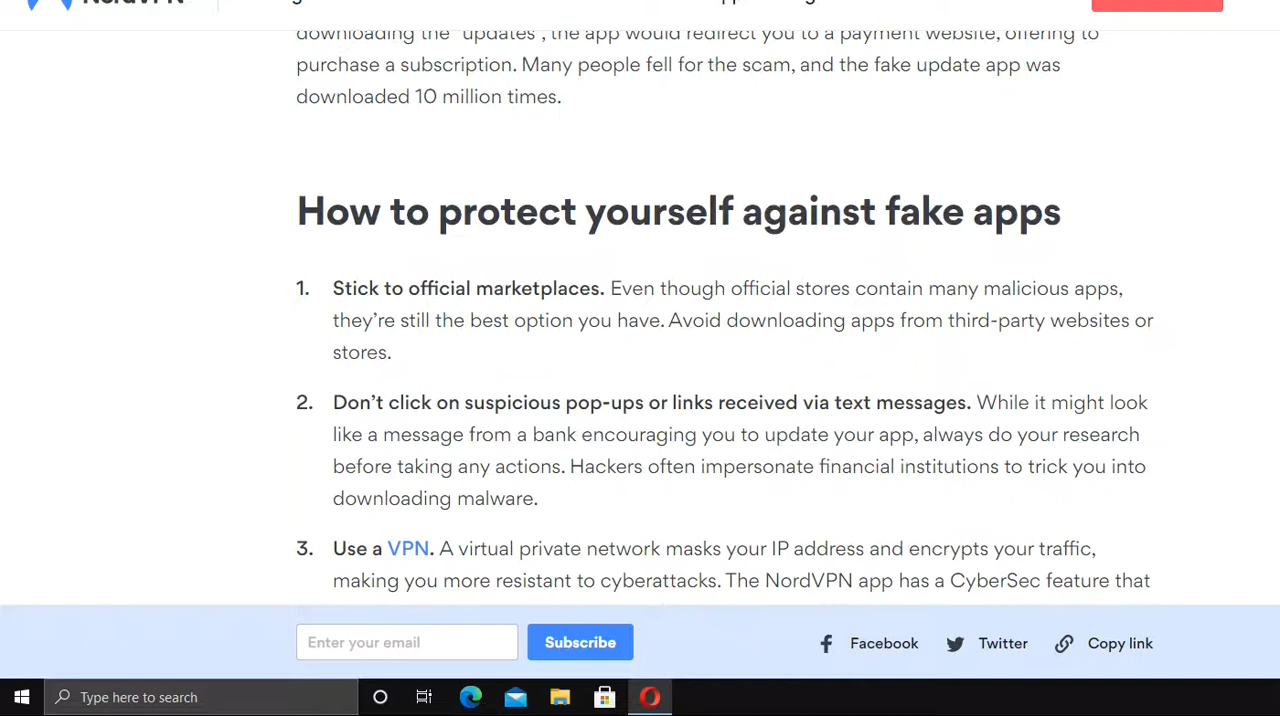 NordVPN
downloading the "updates", the app would redirect you to a payment website, offering to
purchase a subscription. Many people fell for the scam, and the fake update app was
downloaded 10 million times.
How to protect yourself against fake apps
1. Stick to official marketplaces. Even though official stores contain many malicious apps,
they're still the best option you have. Avoid downloading apps from third-party websites or
stores.
2. Don't click on suspicious pop-ups or links received via text messages. While it might look
like a message from a bank encouraging you to update your app, always do your research
before taking any actions. Hackers often impersonate financial institutions to trick you into
downloading malware.
3. Use a VPN. A virtual private network masks your IP address and encrypts your traffic,
making you more resistant to cyberattacks. The NordVPN app has a CyberSec feature that
Enter your email
Subscribe
Facebook
Twitter
Copy link
Type here to search